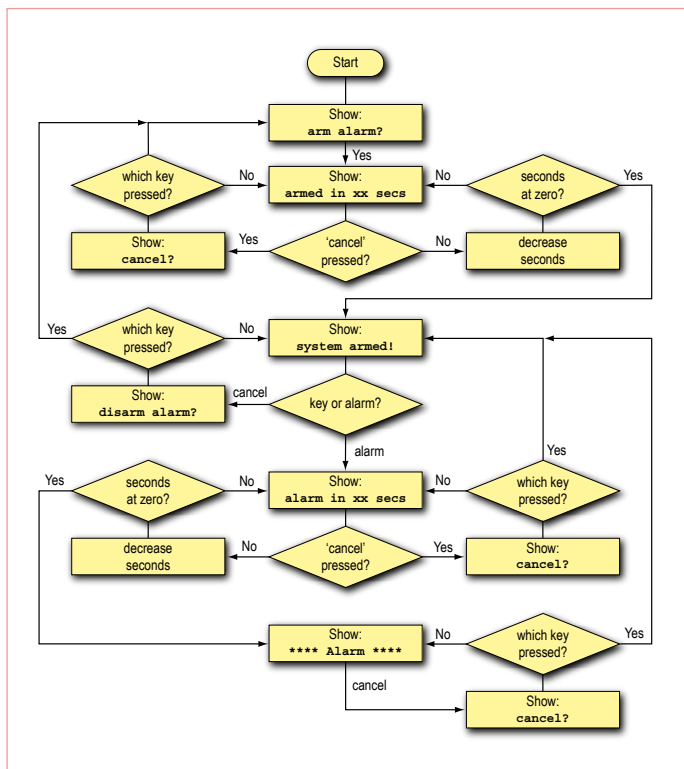 Start
Show:
arm alarm?
Yes
which key
pressed?
No
Show:
armed in xx secs
No
seconds
at zero?
Yes
Show:
cancel?
Yes
'cancel'
pressed?
No
decrease
seconds
Yes
which key
pressed?
No
Show:
system armed!
Show:
disarm alarm?
cancel
key or alarm?
alarm
Yes
Yes
seconds
at zero?
No
Show:
alarm in xx secs
No
which key
pressed?
decrease
seconds
No
'cancel'
pressed?
Yes
Show:
cancel?
Show:
**** Alarm ****
No
which key
pressed?
Yes
cancel
Show:
cancel?